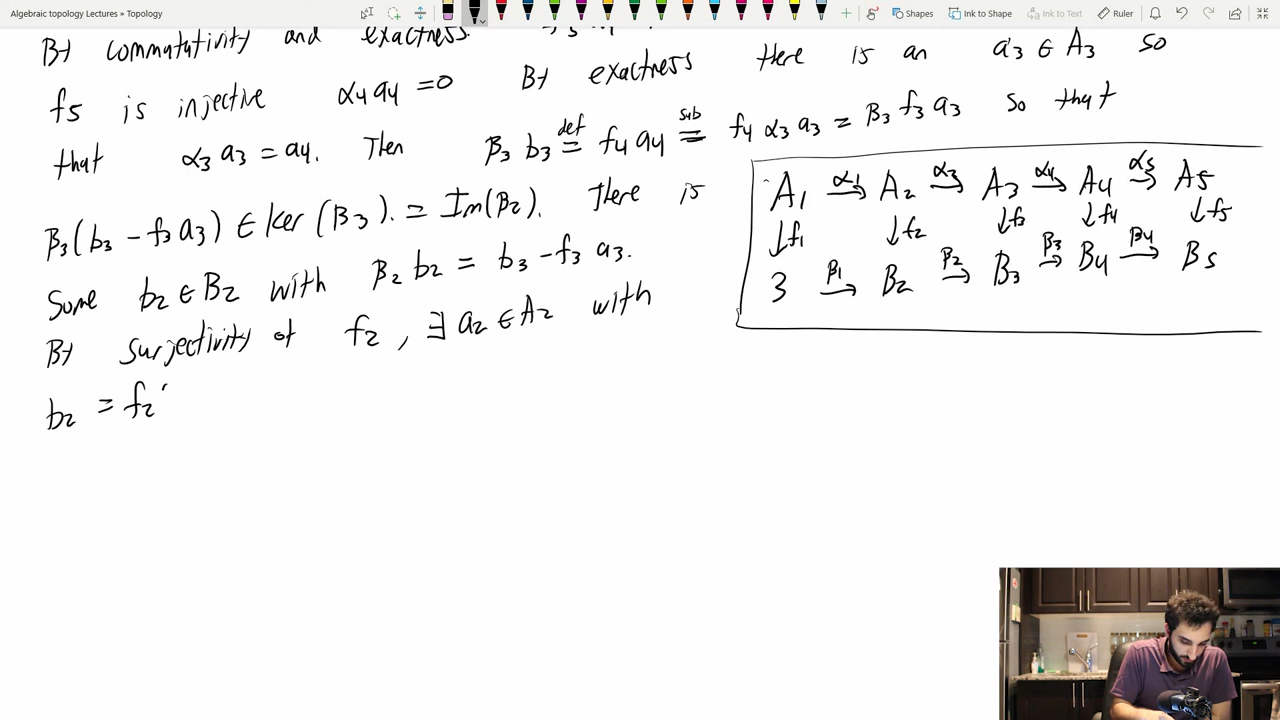 Algebraic topology Lectures » Topology
Shapes
Ink to Shape
Ink to Text
Ruler
By commutativity and exactness.
f5 is injective α4 a4 = 0 By exactness there is an a3 ∈ A3 so
that α3 a3 = a4. Then β3 b3 =def f4 a4 =sub f4 α3 a3 = β3 f3 a3 so that
β3(b3 − f3 a3) ∈ ker(β3). = Im(β2). There is
Some b2 ∈ B2 with β2 b2 = b3 − f3 a3.
By surjectivity of f2, ∃ a2 ∈ A2 with
b2 = f2
A1 →α1 A2 →α3 A3 →α4 A4 →α5 A5
↓f1 ↓f2 ↓f3 ↓f4 ↓f5
3 →β1 B2 →β2 B3 →β3 B4 →β4 B5